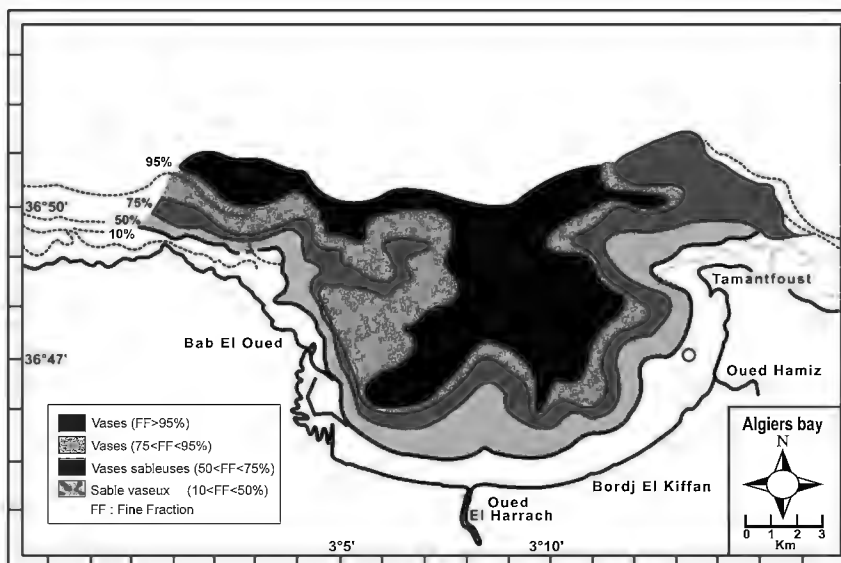 95%
36°50'
75%
50%
10%
Tamantfoust
Bab El Oued
36°47'
Oued Hamiz
Vases (FF>95%)
Vases (75<FF<95%)
Vases sableuses (50<FF<75%)
Sable vaseux (10<FF<50%)
FF : Fine Fraction
Algiers bay
N
Bordj El Kiffan
Oued
El Harrach
0 1 2 3
Km
3°5'
3°10'